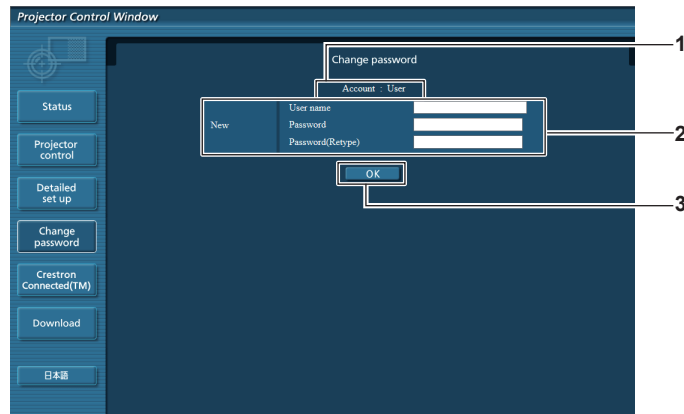 Projector Control Window
Change password
1
Account : User
Status
New
User name
Password
Password(Retype)
2
Projector
control
OK
Detailed
set up
3
Change
password
Crestron
Connected(TM)
Download
日本語